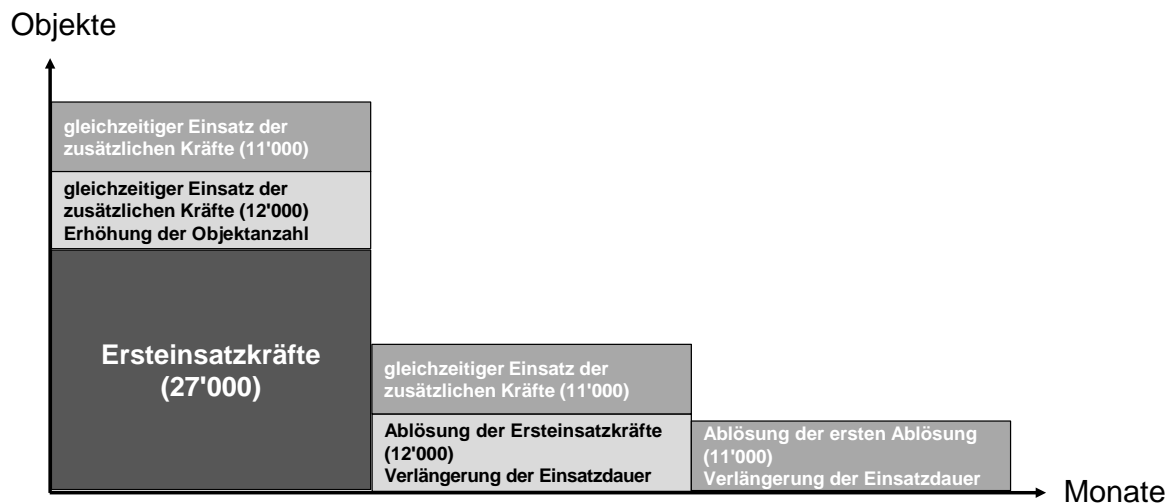 Objekte
gleichzeitiger Einsatz der
zusätzlichen Kräfte (11'000)
gleichzeitiger Einsatz der
zusätzlichen Kräfte (12'000)
Erhöhung der Objektanzahl
Ersteinsatzkräfte
(27'000)
gleichzeitiger Einsatz der
zusätzlichen Kräfte (11'000)
Ablösung der Ersteinsatzkräfte
(12'000)
Verlängerung der Einsatzdauer
Ablösung der ersten Ablösung
(11'000)
Verlängerung der Einsatzdauer
Monate